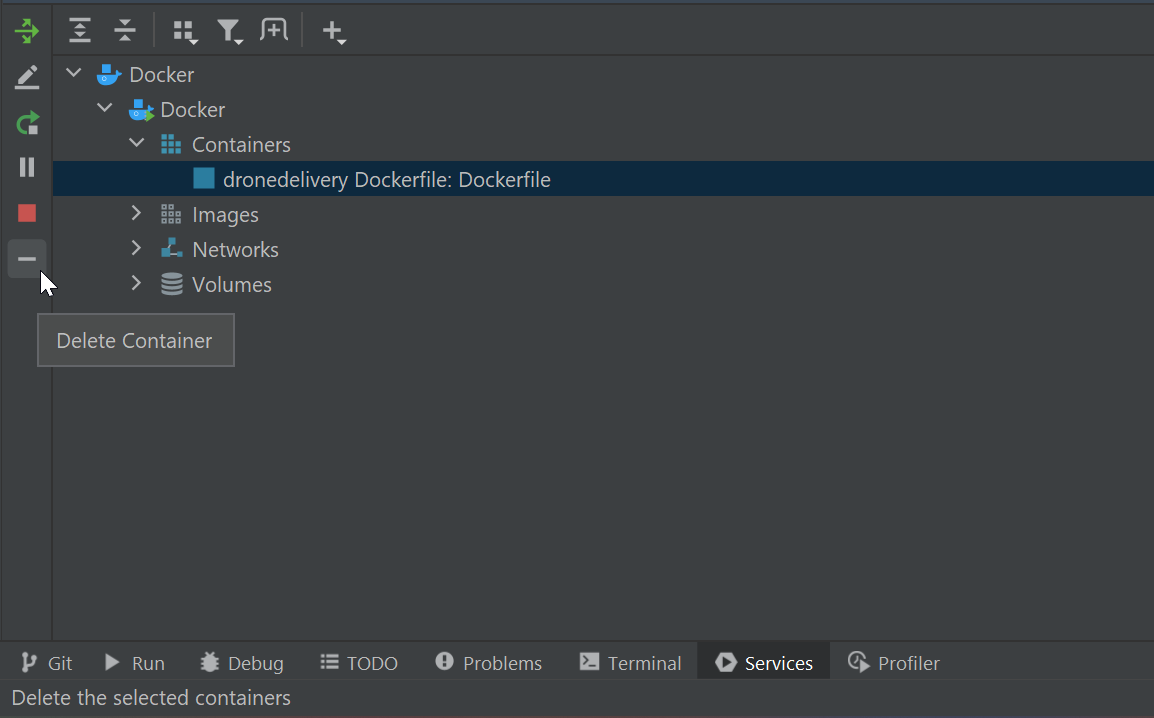 Docker
Docker
Containers
dronedelivery Dockerfile: Dockerfile
Images
Networks
Volumes
Delete Container
Git Run Debug TODO Problems Terminal Services Profiler
Delete the selected containers